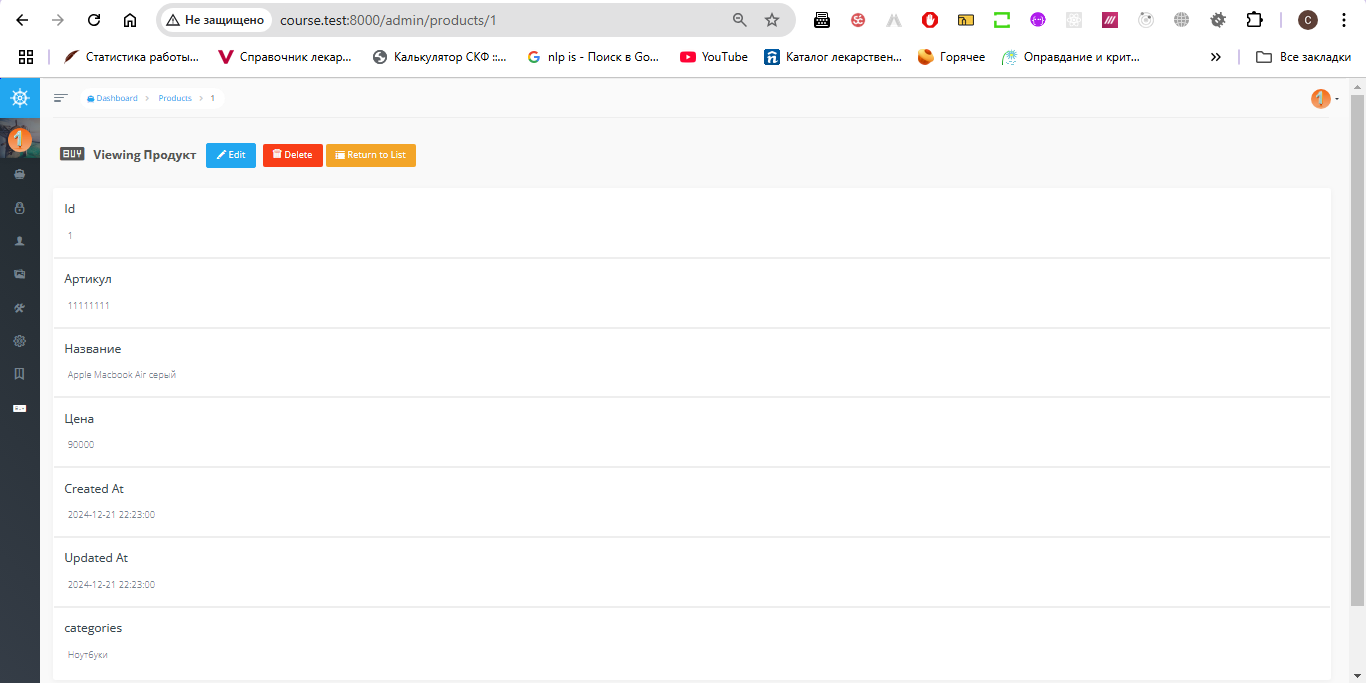 Не защищено course.test:8000/admin/products/1
Статистика работы... Справочник лекар... Калькулятор СКФ ::... nlp is - Поиск в Go... YouTube Каталог лекарствен... Горячее Оправдание и крит... Все закладки
Dashboard Products 1
BUY Viewing Продукт Edit Delete Return to List
Id
1
Артикул
11111111
Название
Apple Macbook Air серый
Цена
90000
Created At
2024-12-21 22:23:00
Updated At
2024-12-21 22:23:00
categories
Ноутбуки